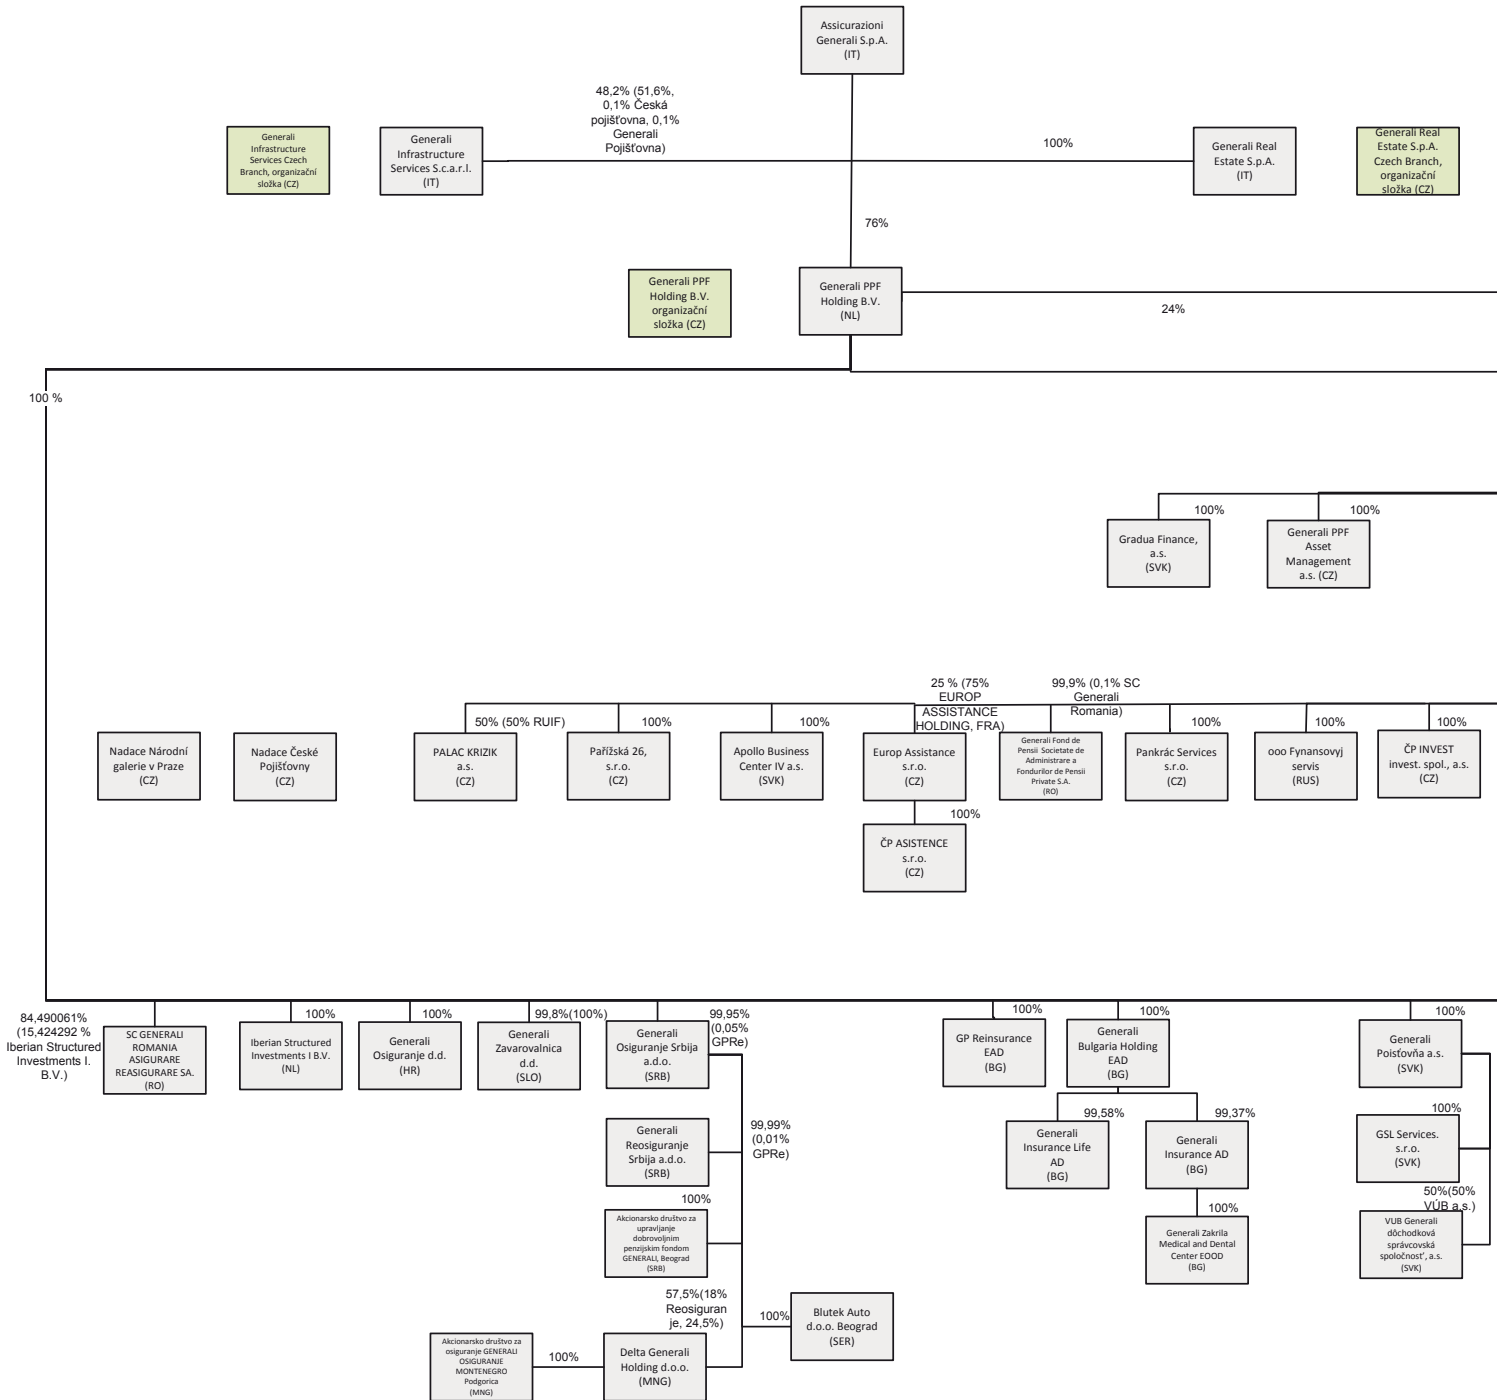 Assicurazioni
Generali S.p.A.
(IT)
48,2% (51,6%,
0,1% Česká
pojišťovna, 0,1%
Generali
Pojišťovna)
Generali
Infrastructure
Services Czech
Branch, organizační
složka (CZ)
Generali
Infrastructure
Services S.c.a.r.l.
(IT)
100%
Generali Real
Estate S.p.A.
(IT)
Generali Real
Estate S.p.A.
Czech Branch,
organizační
složka (CZ)
76%
Generali PPF
Holding B.V.
organizační
složka (CZ)
Generali PPF
Holding B.V.
(NL)
24%
100 %
100%
Gradua Finance,
a.s.
(SVK)
100%
Generali PPF
Asset
Management
a.s. (CZ)
Nadace Národní
galerie v Praze
(CZ)
Nadace České
Pojišťovny
(CZ)
50% (50% RUIF)
PALAC KRIZIK
a.s.
(CZ)
100%
Pařížská 26,
s.r.o.
(CZ)
100%
Apollo Business
Center IV a.s.
(SVK)
25 % (75%
EUROP
ASSISTANCE
HOLDING, FRA)
Europ Assistance
s.r.o.
(CZ)
99,9% (0,1% SC
Generali
Romania)
Generali Fond de
Pensii Societate de
Administrare a
Fondurilor de Pensii
Private S.A.
(RO)
100%
Pankrác Services
s.r.o.
(CZ)
100%
ooo Fynansovyj
servis
(RUS)
100%
ČP INVEST
invest. spol., a.s.
(CZ)
100%
ČP ASISTENCE
s.r.o.
(CZ)
84,490061%
(15,424292 %
Iberian Structured
Investments I.
B.V.)
SC GENERALI
ROMANIA
ASIGURARE
REASIGURARE SA.
(RO)
100%
Iberian Structured
Investments I B.V.
(NL)
100%
Generali
Osiguranje d.d.
(HR)
99,8%(100%)
Generali
Zavarovalnica
d.d.
(SLO)
99,95%
(0,05%
GPRe)
Generali
Osiguranje Srbija
a.d.o.
(SRB)
100%
GP Reinsurance
EAD
(BG)
100%
Generali
Bulgaria Holding
EAD
(BG)
100%
Generali
Poisťovňa a.s.
(SVK)
99,99%
(0,01%
GPRe)
Generali
Reosiguranje
Srbija a.d.o.
(SRB)
99,58%
Generali
Insurance Life
AD
(BG)
99,37%
Generali
Insurance AD
(BG)
100%
GSL Services.
s.r.o.
(SVK)
100%
Akcionarsko društvo za
upravljanje
dobrovoljnim
penzijskim fondom
GENERALI, Beograd
(SRB)
100%
Generali Zakrila
Medical and Dental
Center EOOD
(BG)
50%(50%
VÚB a.s.)
VUB Generali
dôchodková
správcovská
spoločnosť, a.s.
(SVK)
57,5%(18%
Reosiguran
je, 24,5%)
100%
Blutek Auto
d.o.o. Beograd
(SER)
Akcionarsko društvo za
osiguranje GENERALI
OSIGURANJE
MONTENEGRO
Podgorica
(MNG)
100%
Delta Generali
Holding d.o.o.
(MNG)